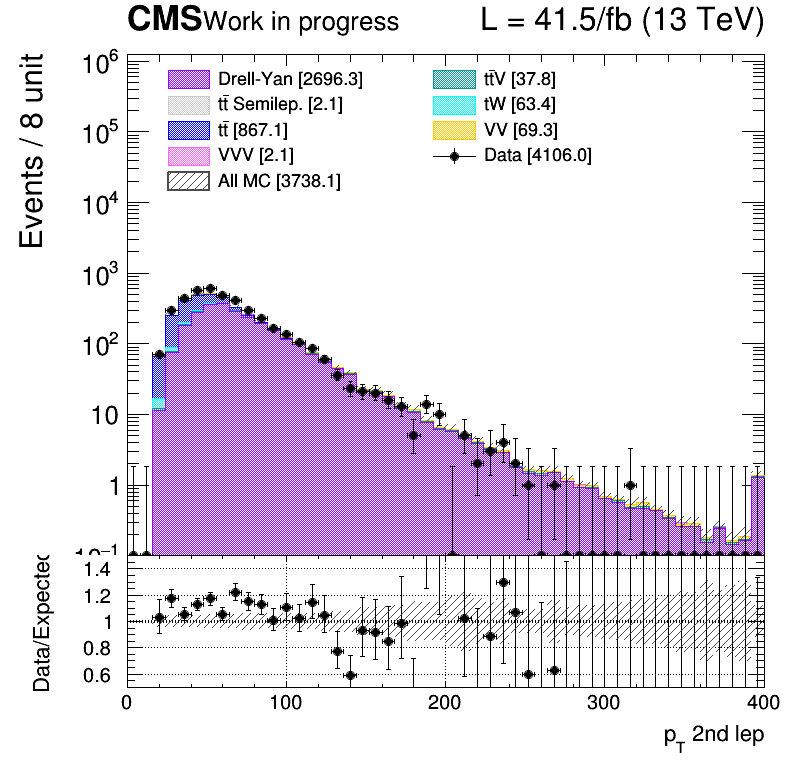 CMS Work in progress L = 41.5/fb (13 TeV)
Events / 8 unit
10⁶
10⁵
10⁴
10³
10²
10
1
10⁻¹
Drell-Yan [2696.3]
tt̄ Semilep. [2.1]
tt̄ [867.1]
VVV [2.1]
All MC [3738.1]
tt̄V [37.8]
tW [63.4]
VV [69.3]
Data [4106.0]
Data/Expected
1.4
1.2
1
0.8
0.6
0 100 200 300 400
p_T 2nd lep